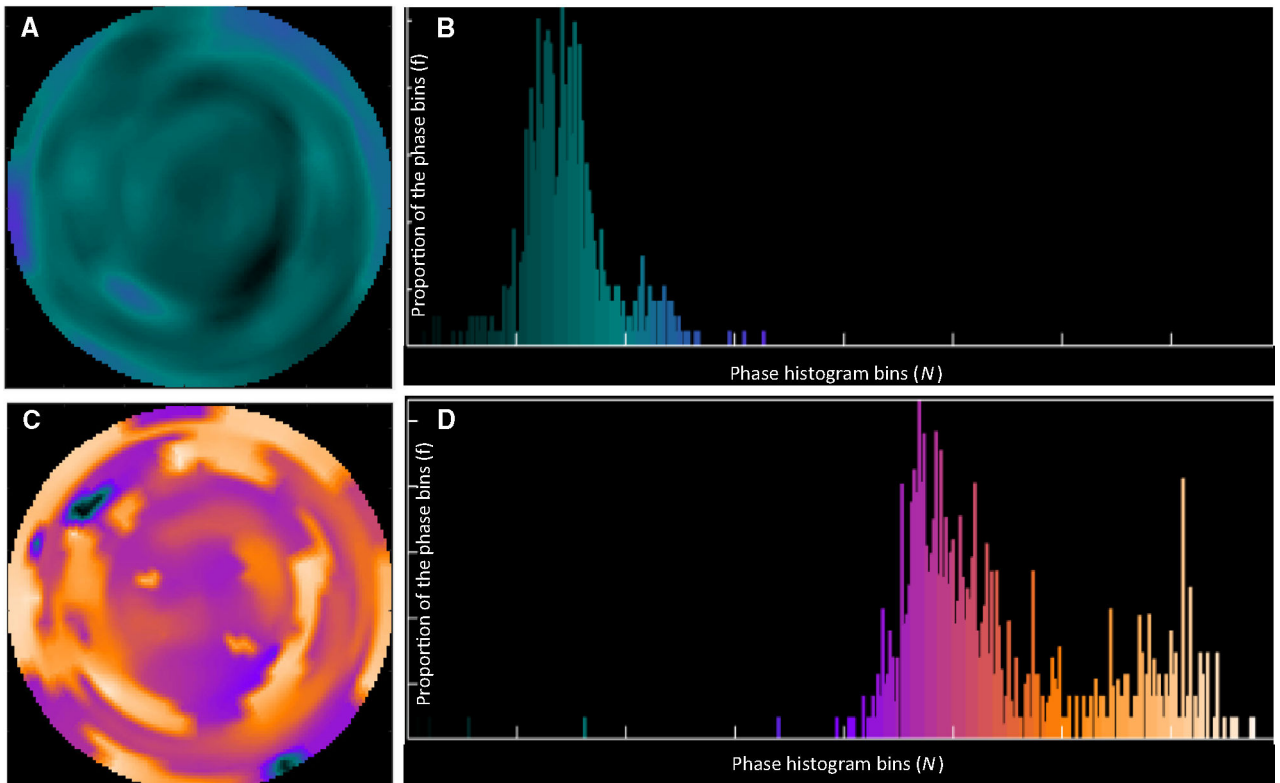 A
B
Proportion of the phase bins (f)
Phase histogram bins (N)
C
D
Proportion of the phase bins (f)
Phase histogram bins (N)